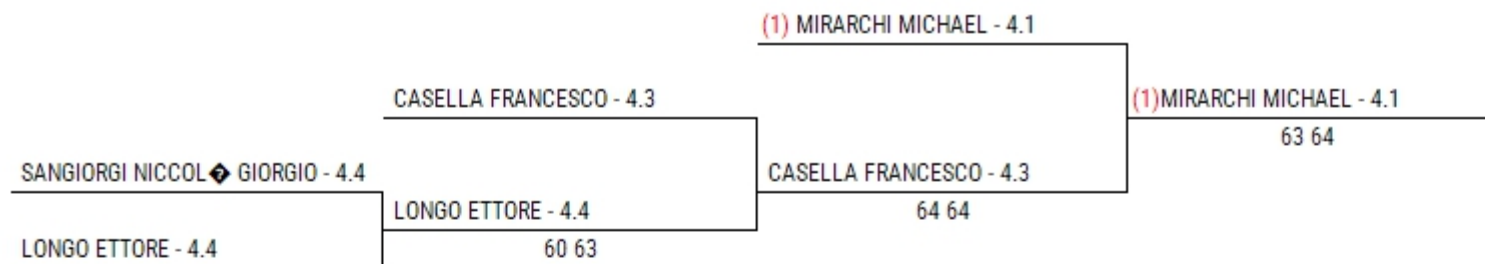 (1) MIRARCHI MICHAEL - 4.1
CASELLA FRANCESCO - 4.3
(1)MIRARCHI MICHAEL - 4.1
63 64
SANGIORGI NICCOL� GIORGIO - 4.4
CASELLA FRANCESCO - 4.3
LONGO ETTORE - 4.4
64 64
LONGO ETTORE - 4.4
60 63